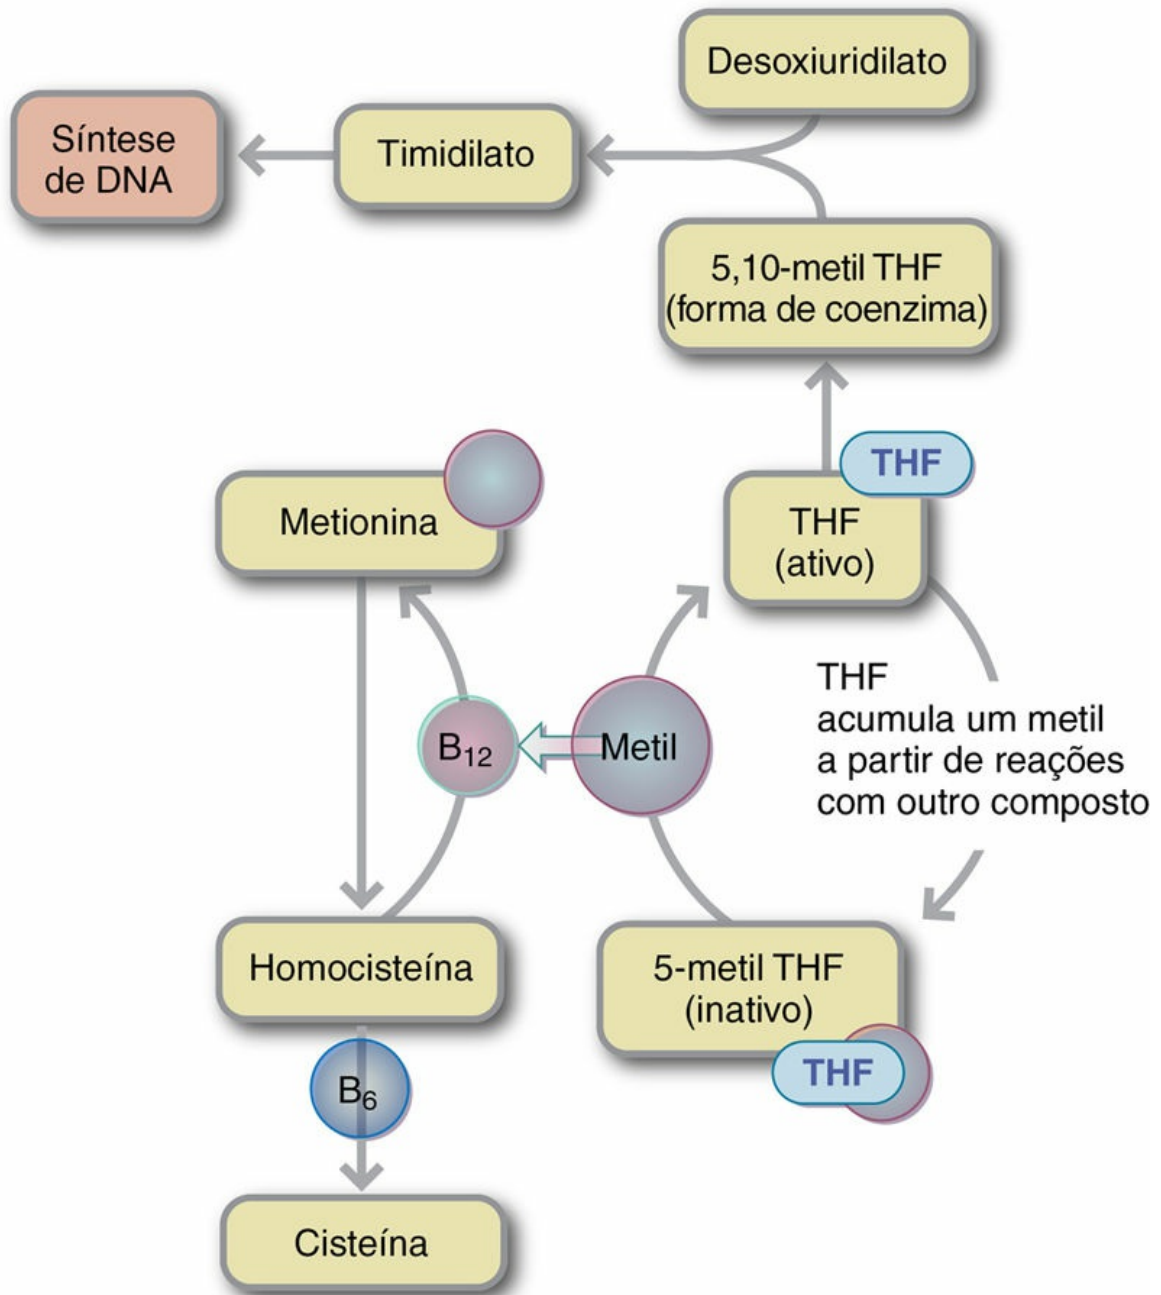 Desoxiuridilato
Síntese
de DNA
Timidilato
5,10-metil THF
(forma de coenzima)
THF
Metionina
THF
(ativo)
THF
acumula um metil
a partir de reações
com outro composto
B₁₂
Metil
Homocisteína
5-metil THF
(inativo)
THF
B₆
Cisteína